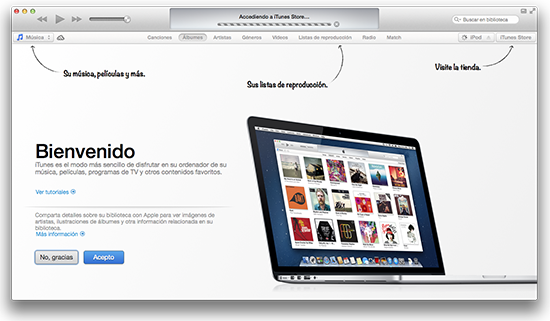 Accediendo a iTunes Store...
Buscar en biblioteca
Música
Canciones
Álbumes
Artistas
Géneros
Vídeos
Listas de reproducción
Radio
Match
iPod
iTunes Store
Su música, películas y más.
Sus listas de reproducción.
Visite la tienda.
Bienvenido
iTunes es el modo más sencillo de disfrutar en su ordenador de su
música, películas, programas de TV y otros contenidos favoritos.
Ver tutoriales
Comparta detalles sobre su biblioteca con Apple para ver imágenes de
artistas, ilustraciones de álbumes y otra información relacionada en su
biblioteca.
Más información
No, gracias
Acepto